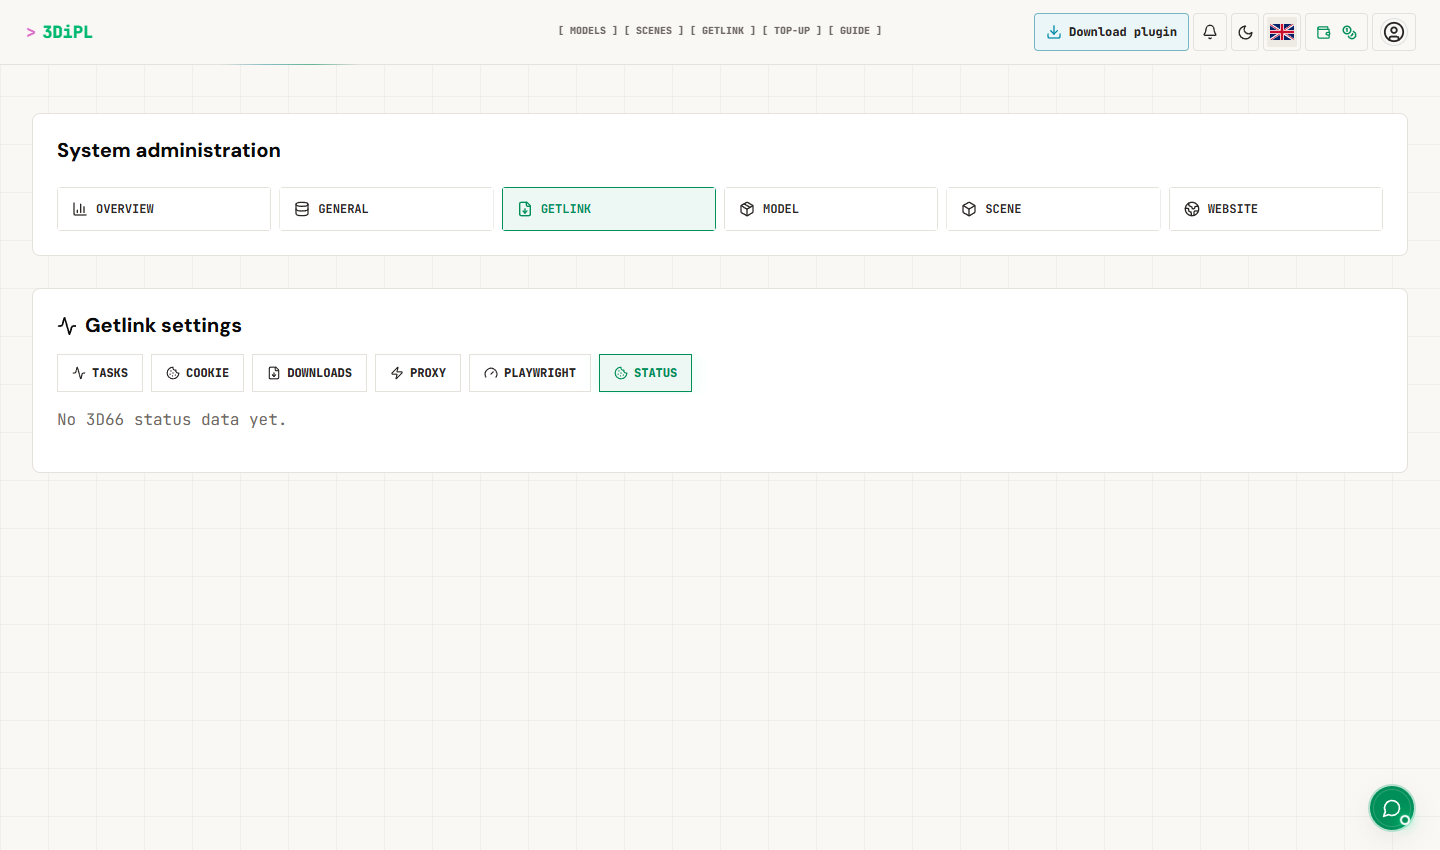 > 3DiPL
[ MODELS ] [ SCENES ] [ GETLINK ] [ TOP-UP ] [ GUIDE ]
Download plugin
System administration
OVERVIEW
GENERAL
GETLINK
MODEL
SCENE
WEBSITE
Getlink settings
TASKS
COOKIE
DOWNLOADS
PROXY
PLAYWRIGHT
STATUS
No 3D66 status data yet.